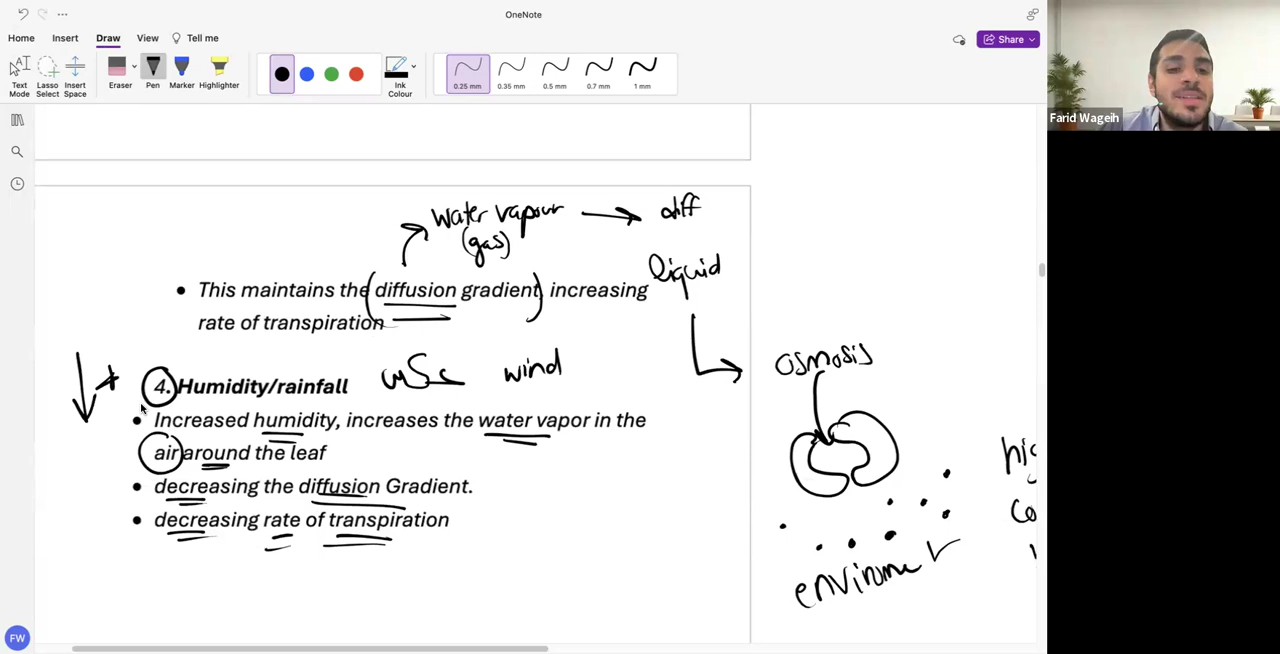 OneNote
Home Insert Draw View Tell me
Share
Text Mode
Lasso Select
Insert Space
Eraser
Pen
Marker
Highlighter
Ink Colour
0.25 mm 0.35 mm 0.5 mm 0.7 mm 1 mm
Farid Wageih
water vapour diff
(gas)
liquid
• This maintains the (diffusion gradient), increasing
rate of transpiration
osmosis
wind
4. Humidity/rainfall
• Increased humidity, increases the water vapor in the
air around the leaf
• decreasing the diffusion Gradient.
• decreasing rate of transpiration
FW